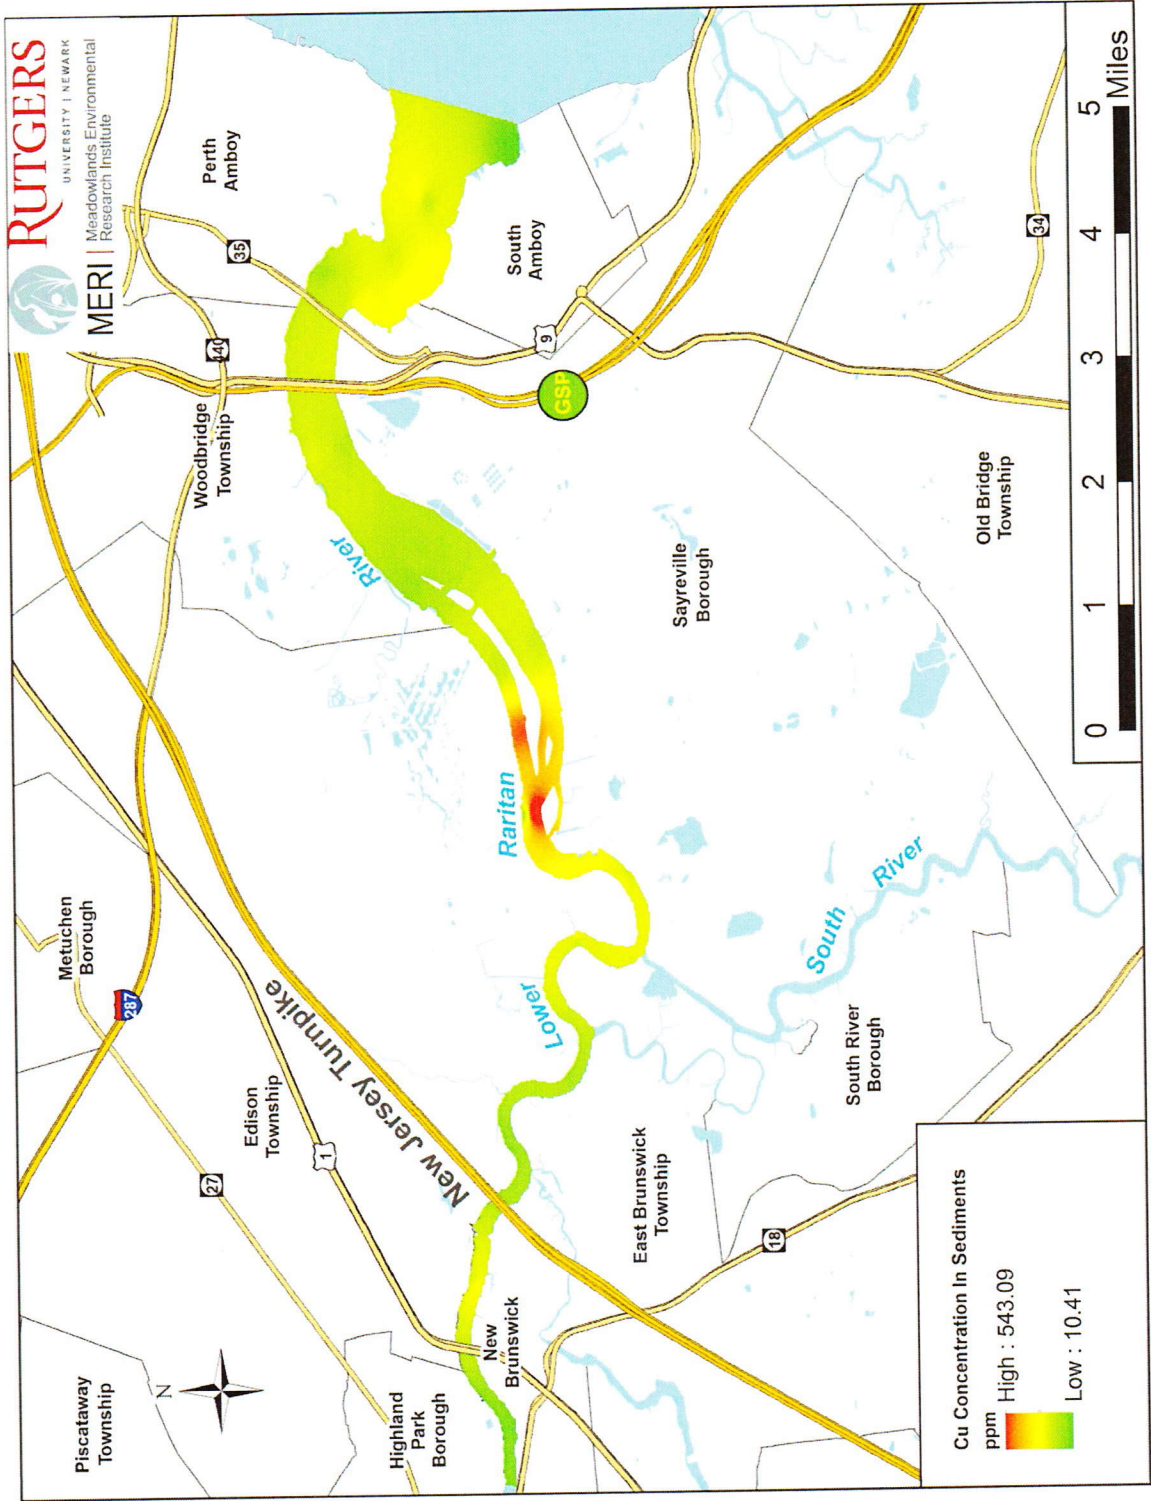 RUTGERS
UNIVERSITY | NEWARK
MERI | Meadowlands Environmental
Research Institute
Piscataway
Township
N
Metuchen
Borough
287
27
Edison
Township
1
New Jersey Turnpike
Highland
Park
Borough
New
Brunswick
Woodbridge
Township
440
35
Perth
Amboy
South
Amboy
9
GSP
River
Raritan
Lower
Sayreville
Borough
East Brunswick
Township
18
South
River
South River
Borough
Old Bridge
Township
34
Cu Concentration In Sediments
ppm
High : 543.09
Low : 10.41
0 1 2 3 4 5
Miles